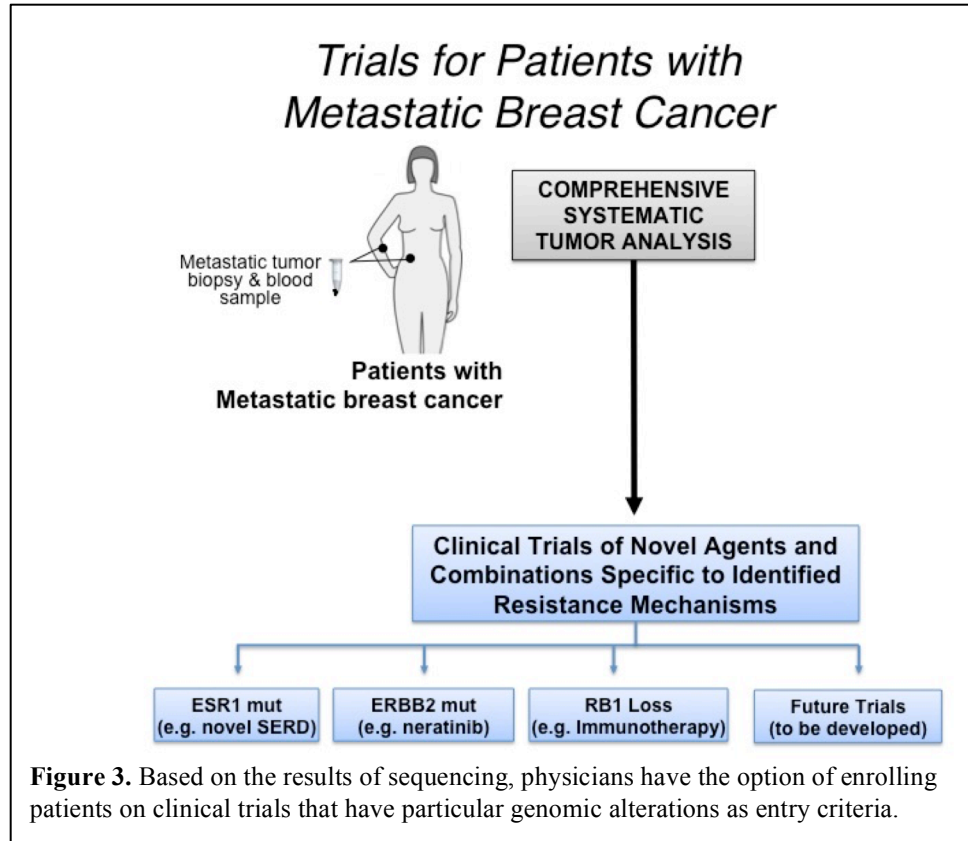 Trials for Patients with
Metastatic Breast Cancer
COMPREHENSIVE
SYSTEMATIC
TUMOR ANALYSIS
Metastatic tumor
biopsy & blood
sample
Patients with
Metastatic breast cancer
Clinical Trials of Novel Agents and
Combinations Specific to Identified
Resistance Mechanisms
ESR1 mut
(e.g. novel SERD)
ERBB2 mut
(e.g. neratinib)
RB1 Loss
(e.g. Immunotherapy)
Future Trials
(to be developed)
Figure 3. Based on the results of sequencing, physicians have the option of enrolling
patients on clinical trials that have particular genomic alterations as entry criteria.